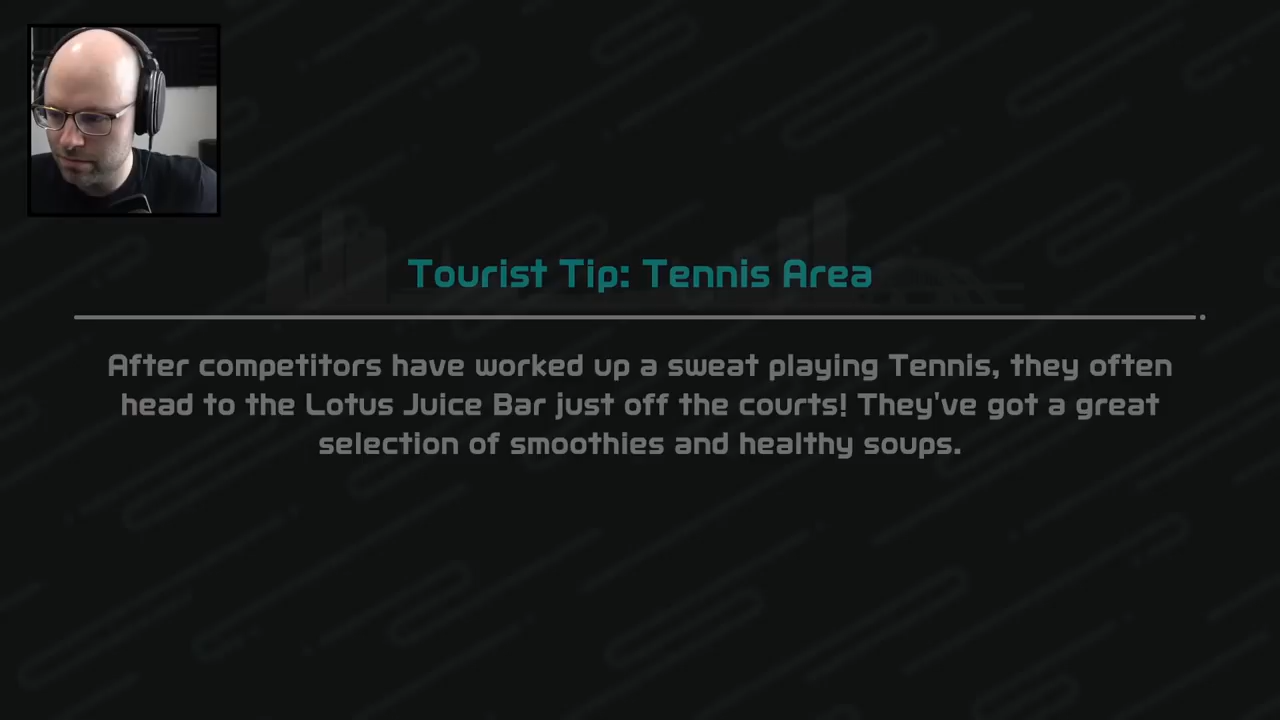 Tourist Tip: Tennis Area
After competitors have worked up a sweat playing Tennis, they often
head to the Lotus Juice Bar just off the courts! They've got a great
selection of smoothies and healthy soups.